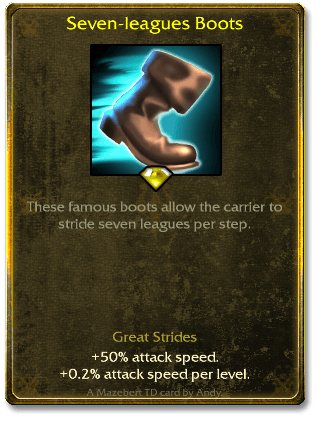 Seven-leagues Boots
These famous boots allow the carrier to
stride seven leagues per step.
Great Strides
+50% attack speed.
+0.2% attack speed per level.
A Mazebert TD card by Andy.